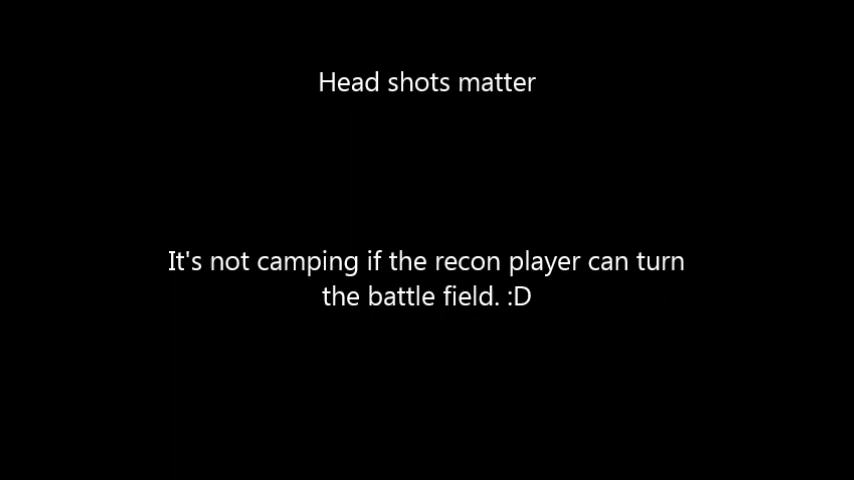 Head shots matter
It's not camping if the recon player can turn
the battle field. :D